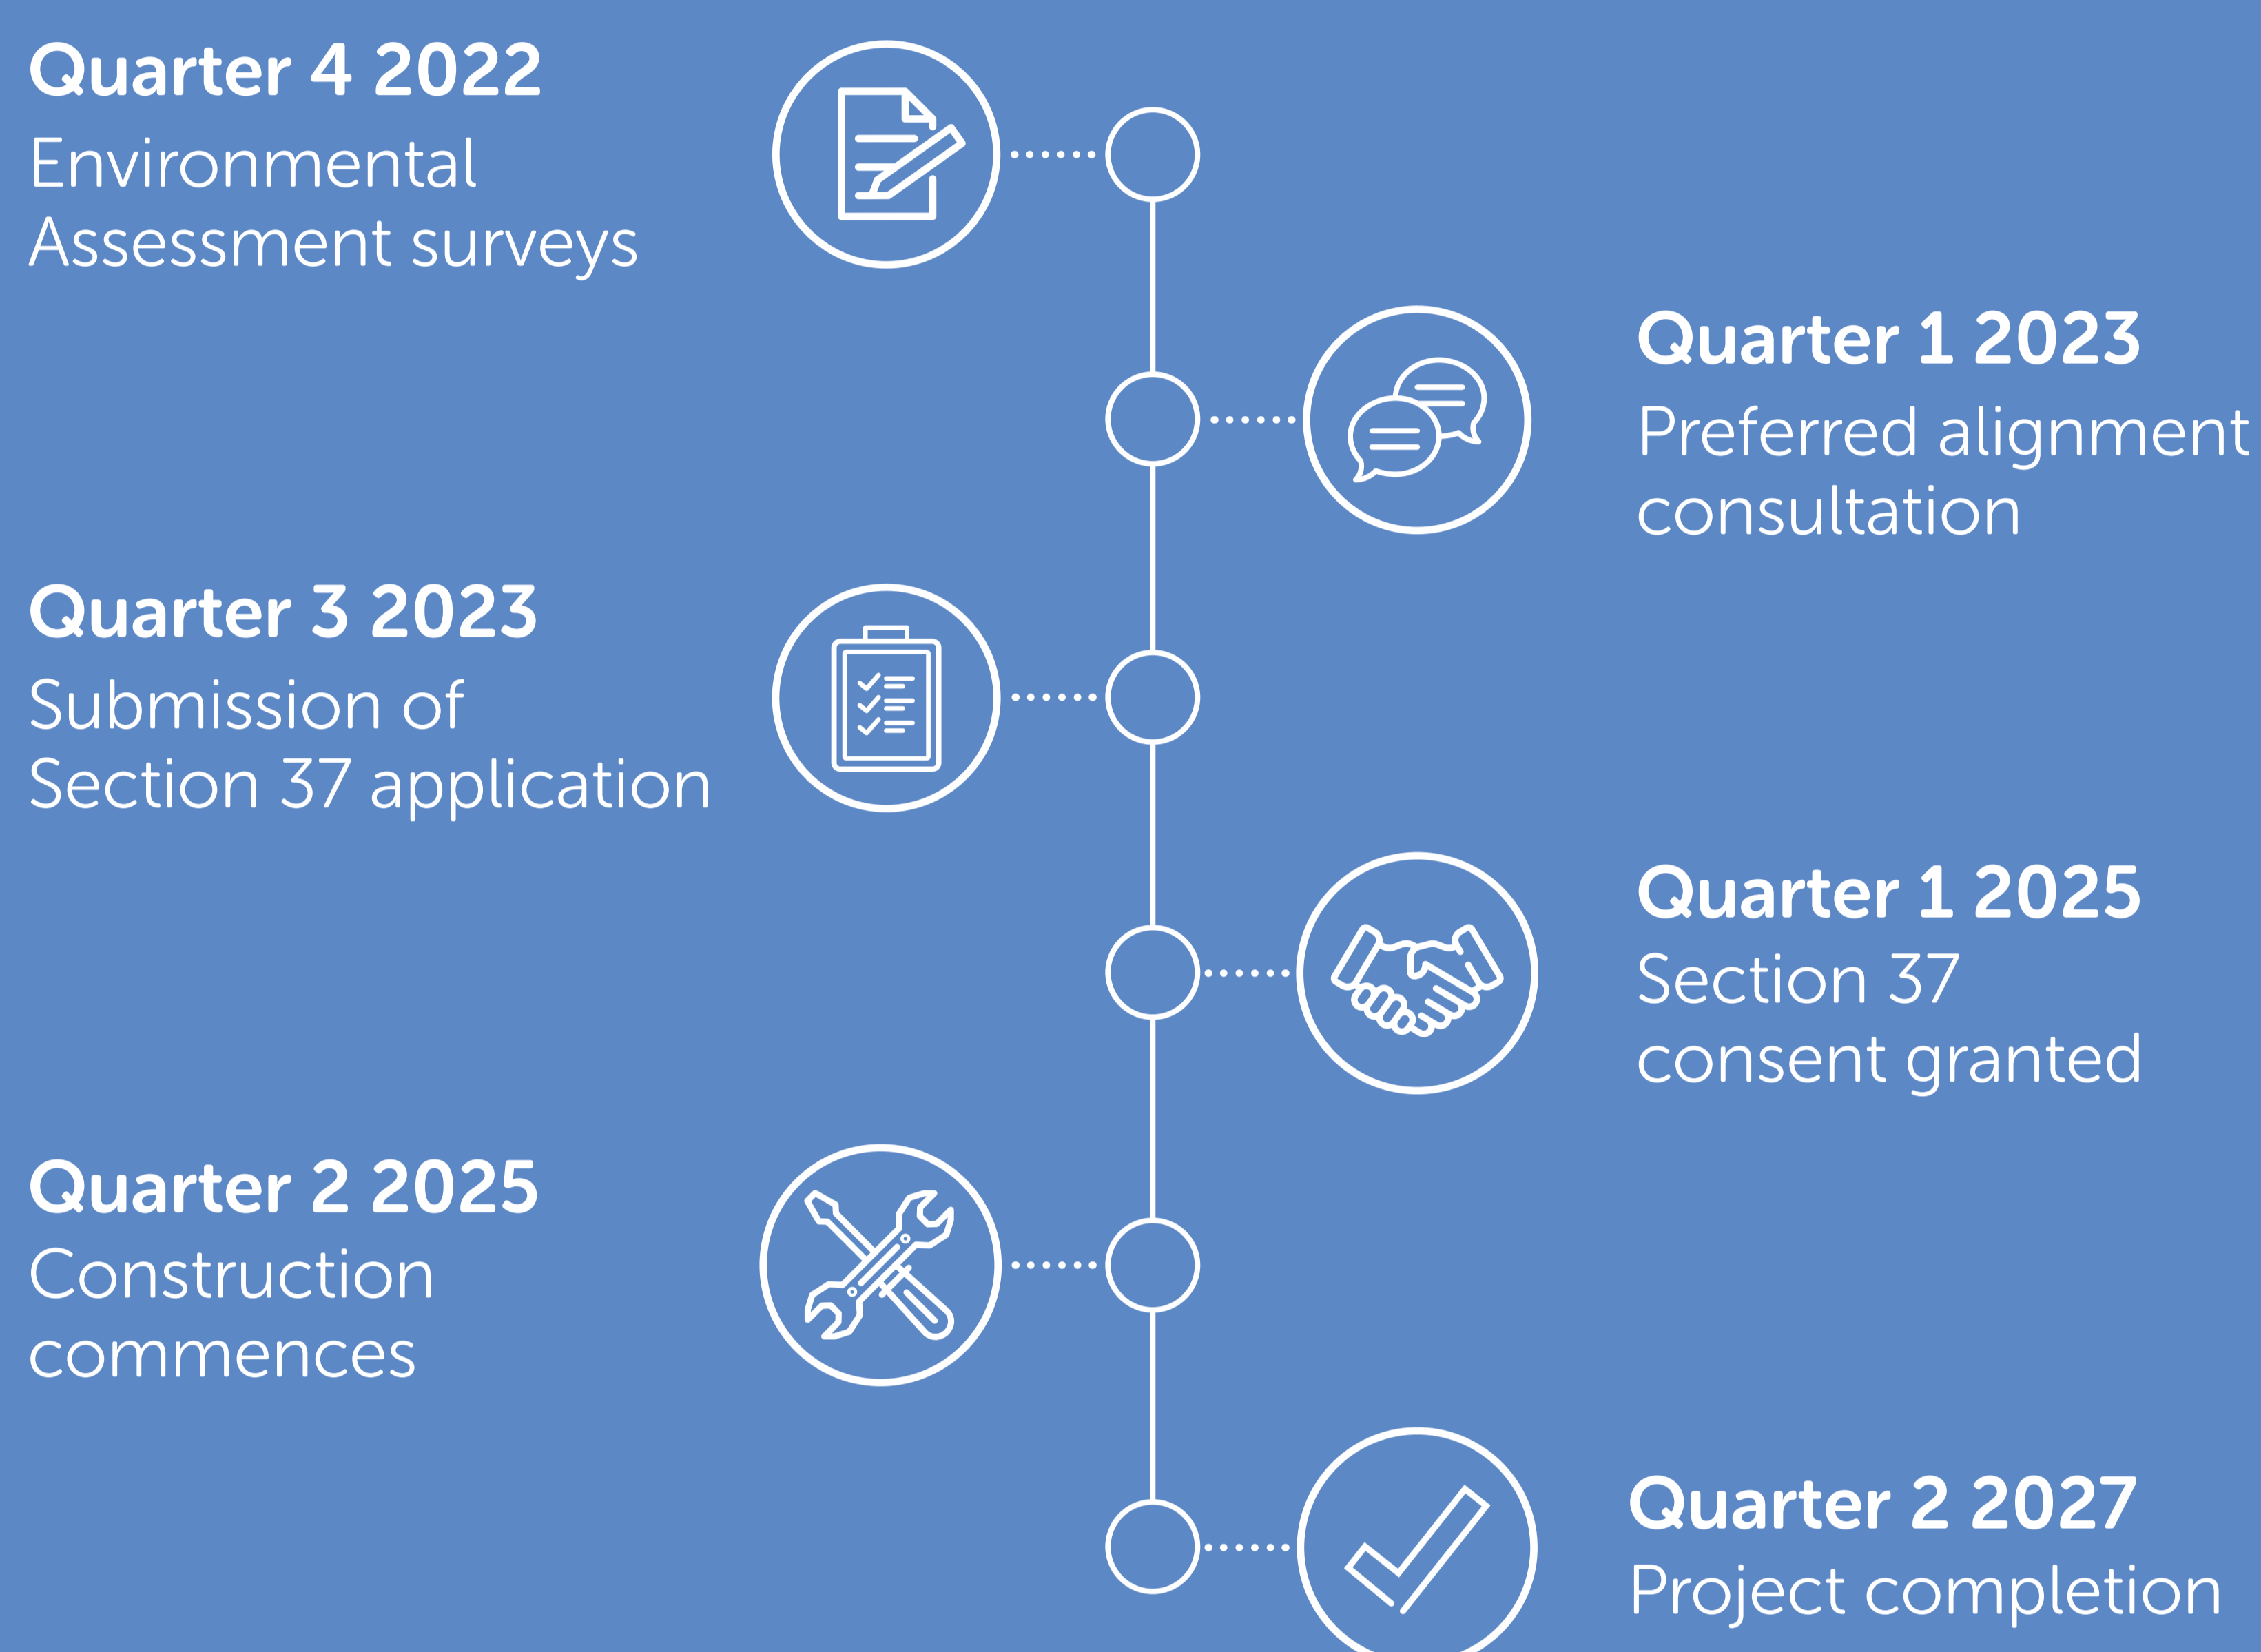 Quarter 4 2022
Environmental
Assessment surveys
Quarter 1 2023
Preferred alignment
consultation
Quarter 3 2023
Submission of
Section 37 application
Quarter 1 2025
Section 37
consent granted
Quarter 2 2025
Construction
commences
Quarter 2 2027
Project completion